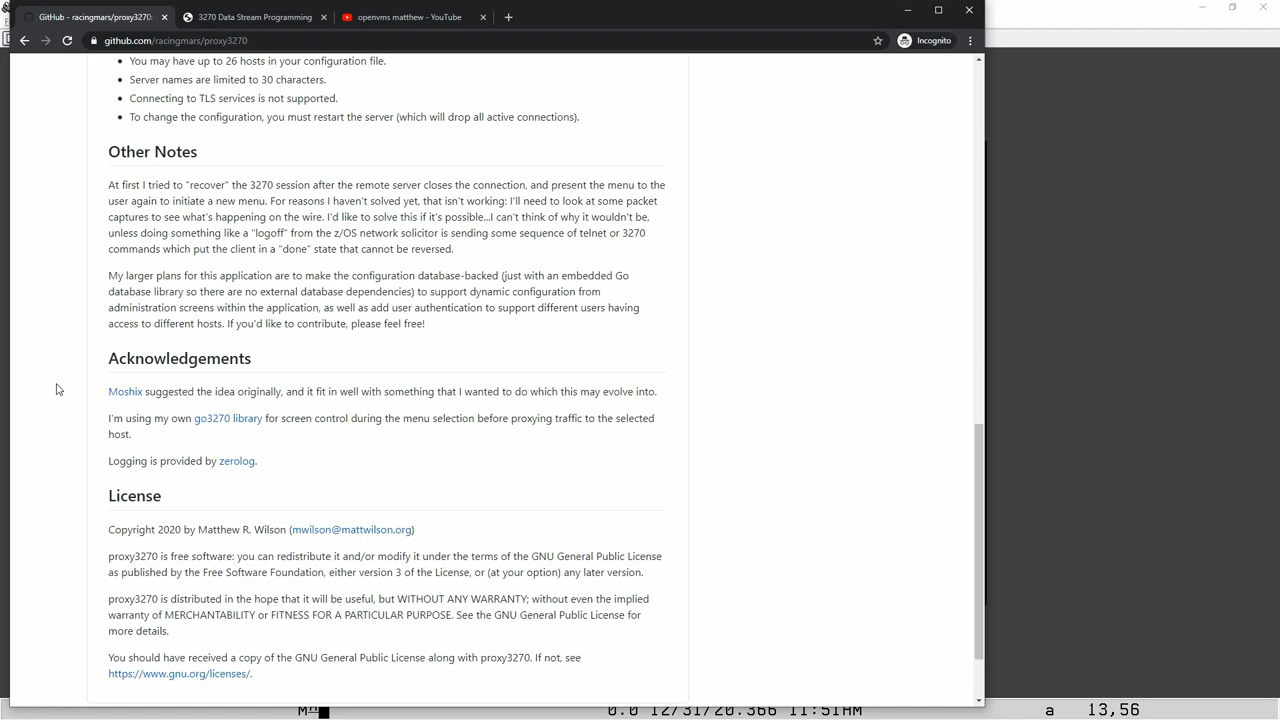 GitHub - racingmars/proxy3270:
3270 Data Stream Programming
openvms matthew - YouTube
github.com/racingmars/proxy3270
Incognito
You may have up to 26 hosts in your configuration file.
Server names are limited to 30 characters.
Connecting to TLS services is not supported.
To change the configuration, you must restart the server (which will drop all active connections).
Other Notes
At first I tried to "recover" the 3270 session after the remote server closes the connection, and present the menu to the
user again to initiate a new menu. For reasons I haven't solved yet, that isn't working: I'll need to look at some packet
captures to see what's happening on the wire. I'd like to solve this if it's possible...I can't think of why it wouldn't be,
unless doing something like a "logoff" from the z/OS network solicitor is sending some sequence of telnet or 3270
commands which put the client in a "done" state that cannot be reversed.
My larger plans for this application are to make the configuration database-backed (just with an embedded Go
database library so there are no external database dependencies) to support dynamic configuration from
administration screens within the application, as well as add user authentication to support different users having
access to different hosts. If you'd like to contribute, please feel free!
Acknowledgements
Moshix suggested the idea originally, and it fit in well with something that I wanted to do which this may evolve into.
I'm using my own go3270 library for screen control during the menu selection before proxying traffic to the selected
host.
Logging is provided by zerolog.
License
Copyright 2020 by Matthew R. Wilson (mwilson@mattwilson.org)
proxy3270 is free software: you can redistribute it and/or modify it under the terms of the GNU General Public License
as published by the Free Software Foundation, either version 3 of the License, or (at your option) any later version.
proxy3270 is distributed in the hope that it will be useful, but WITHOUT ANY WARRANTY; without even the implied
warranty of MERCHANTABILITY or FITNESS FOR A PARTICULAR PURPOSE. See the GNU General Public License for
more details.
You should have received a copy of the GNU General Public License along with proxy3270. If not, see
https://www.gnu.org/licenses/.
0.0 12/31/20.366 11:51AM a 13,56